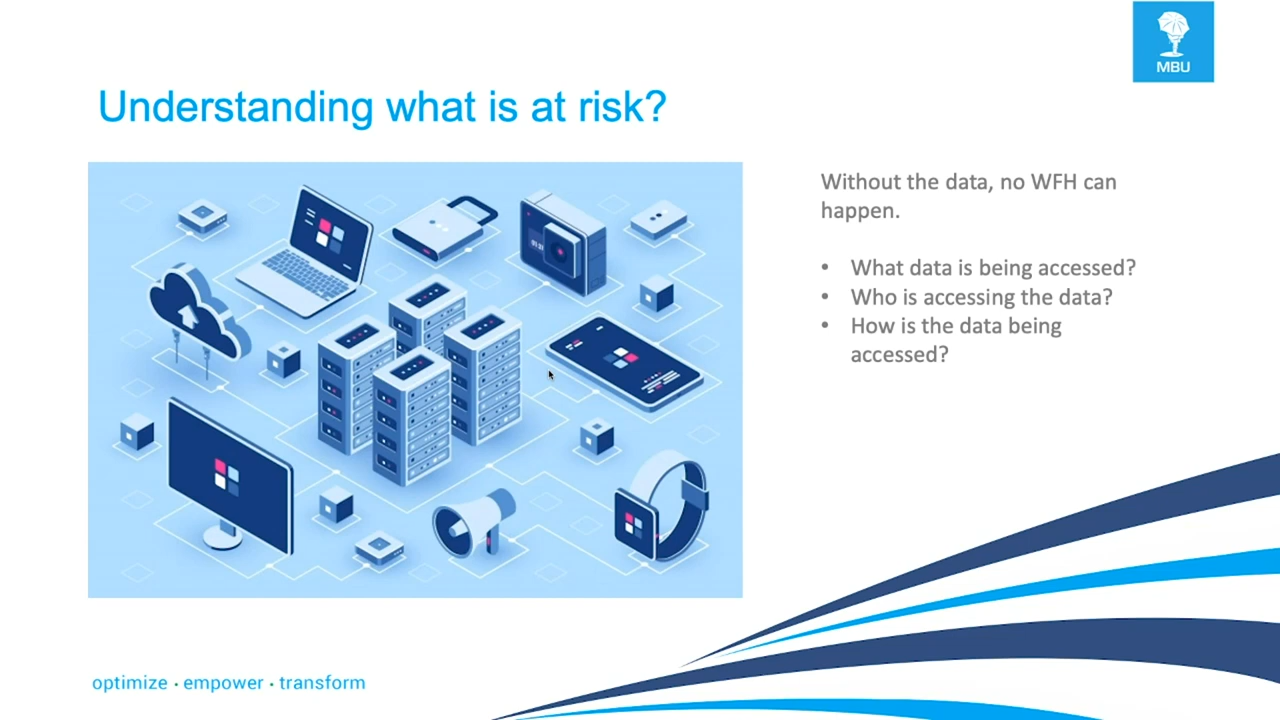 MBU
Understanding what is at risk?
Without the data, no WFH can
happen.
• What data is being accessed?
• Who is accessing the data?
• How is the data being
accessed?
optimize • empower • transform